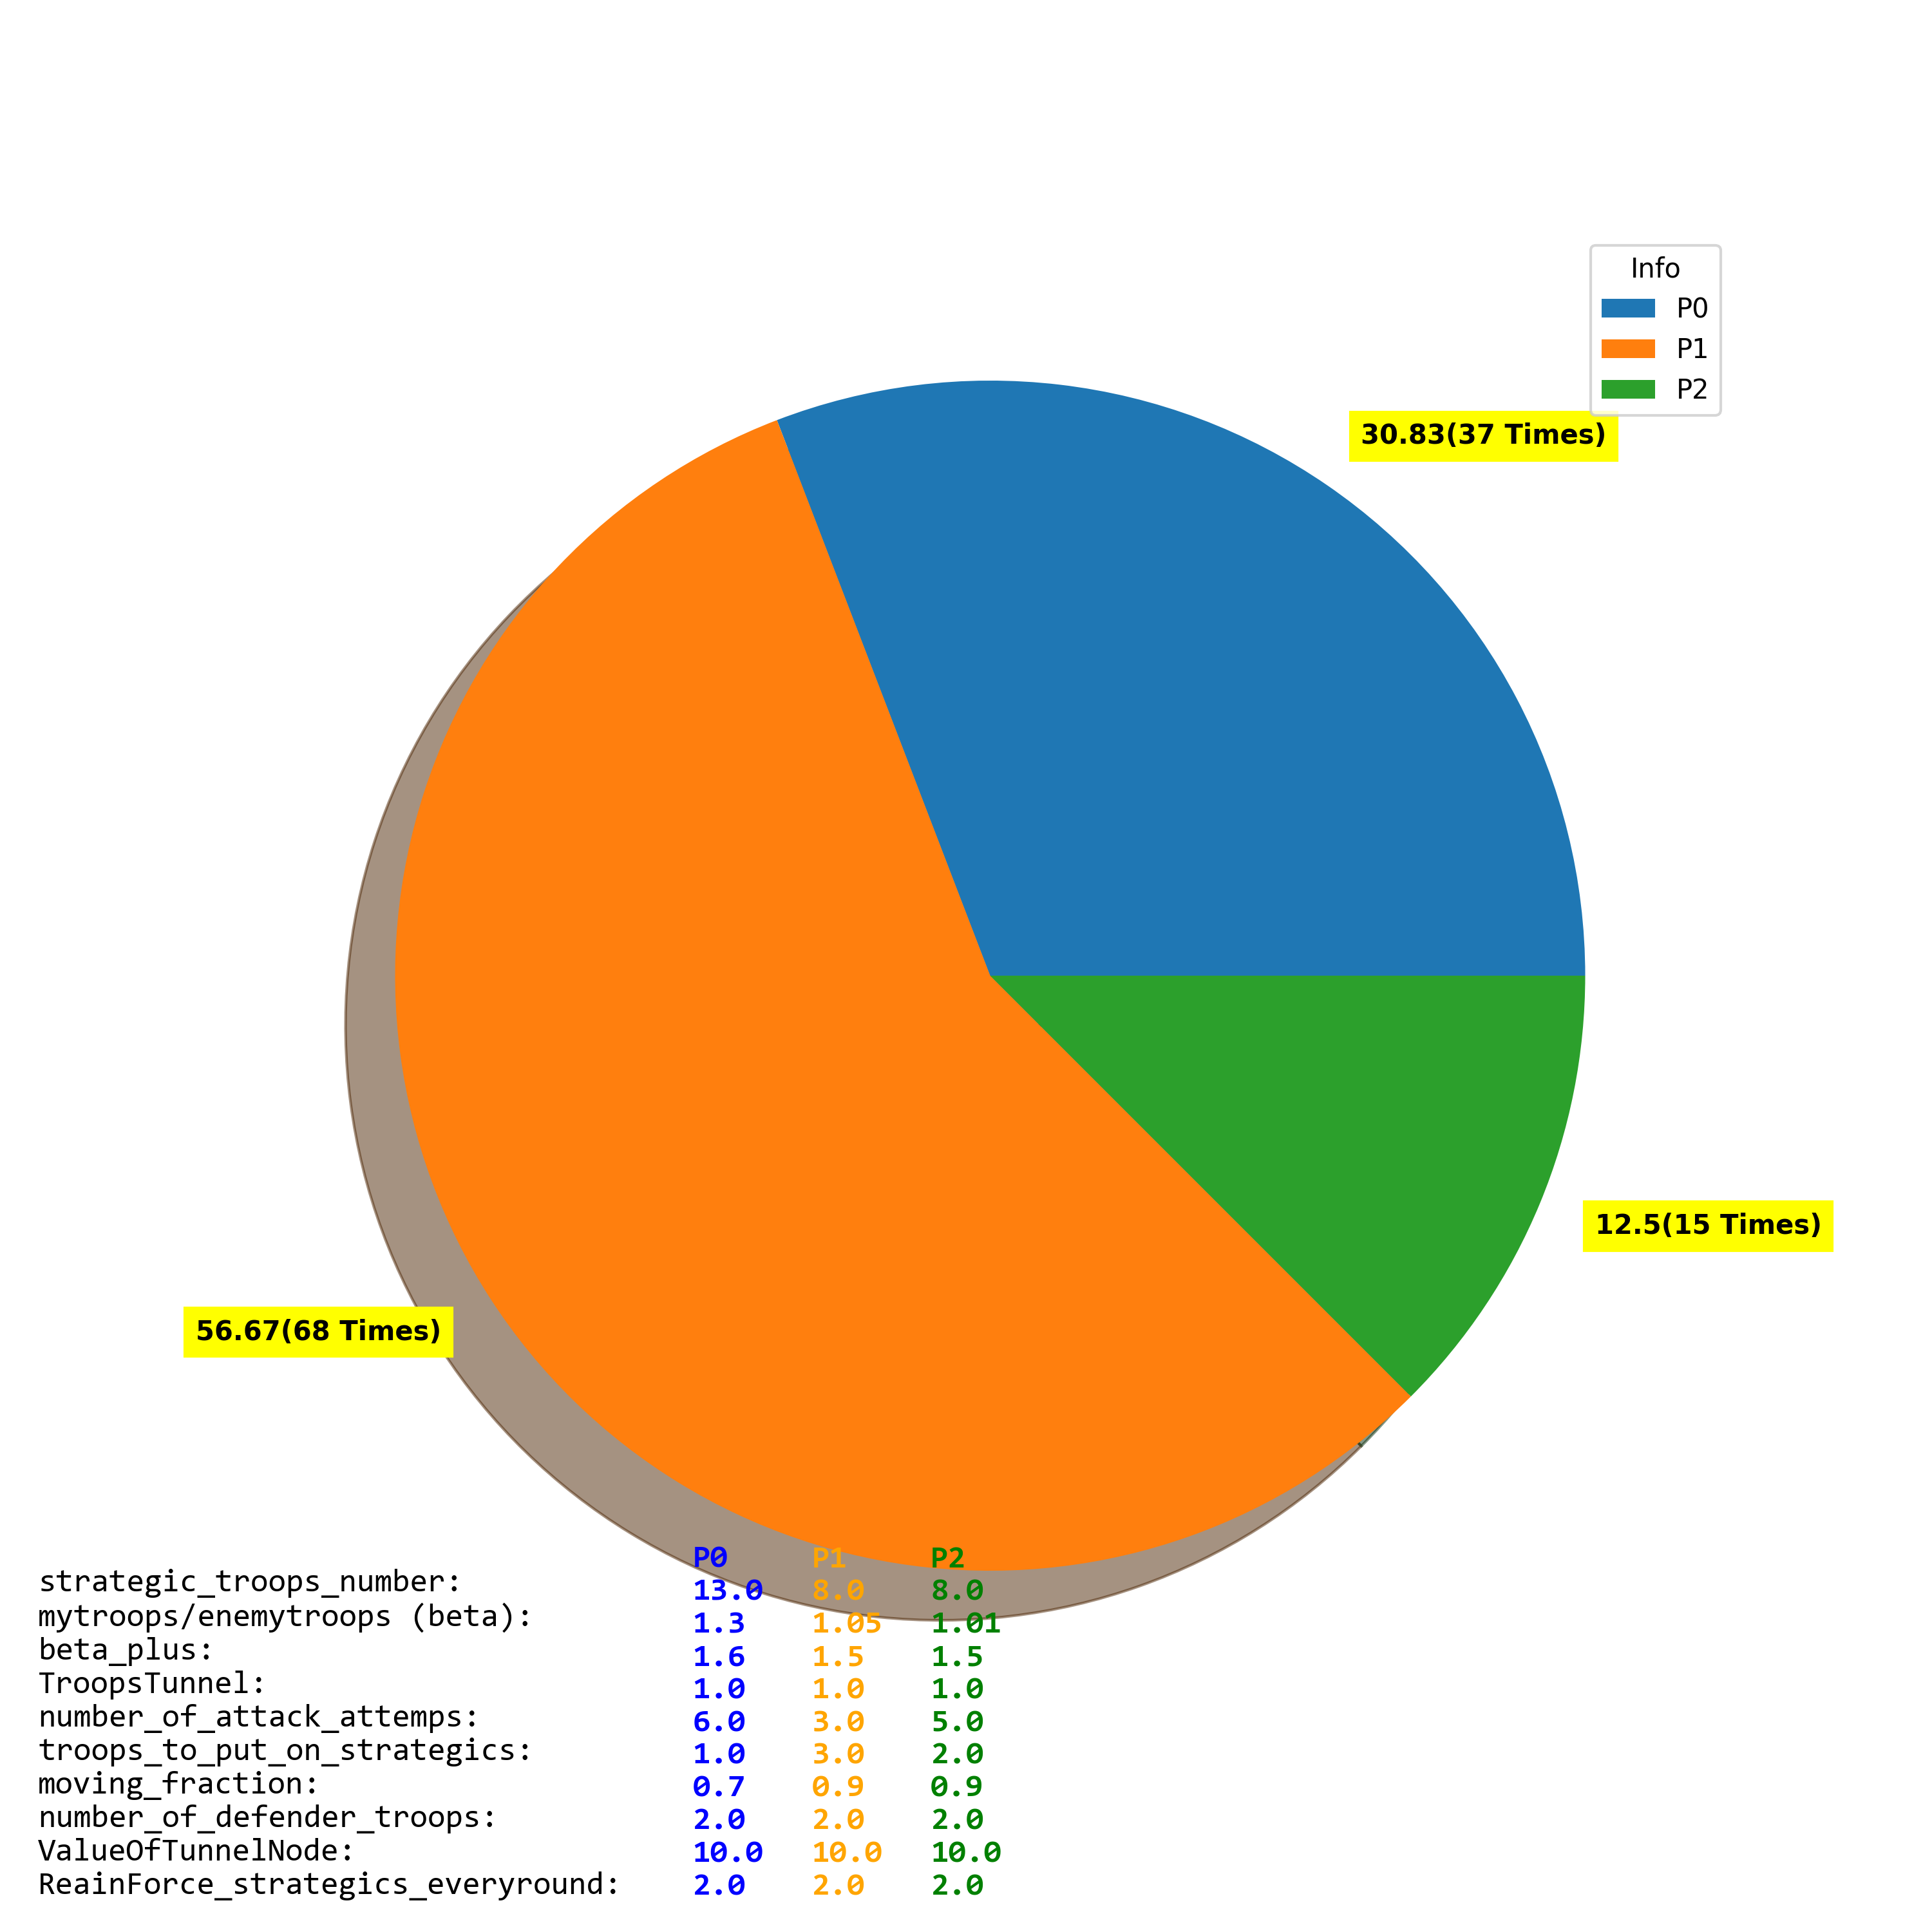 Info
P0
P1
P2
30.83(37 Times)
12.5(15 Times)
56.67(68 Times)
P0 P1 P2
strategic_troops_number: 13.0 8.0 8.0
mytroops/enemytroops (beta): 1.3 1.05 1.01
beta_plus: 1.6 1.5 1.5
TroopsTunnel: 1.0 1.0 1.0
number_of_attack_attemps: 6.0 3.0 5.0
troops_to_put_on_strategics: 1.0 3.0 2.0
moving_fraction: 0.7 0.9 0.9
number_of_defender_troops: 2.0 2.0 2.0
ValueOfTunnelNode: 10.0 10.0 10.0
ReainForce_strategics_everyround: 2.0 2.0 2.0